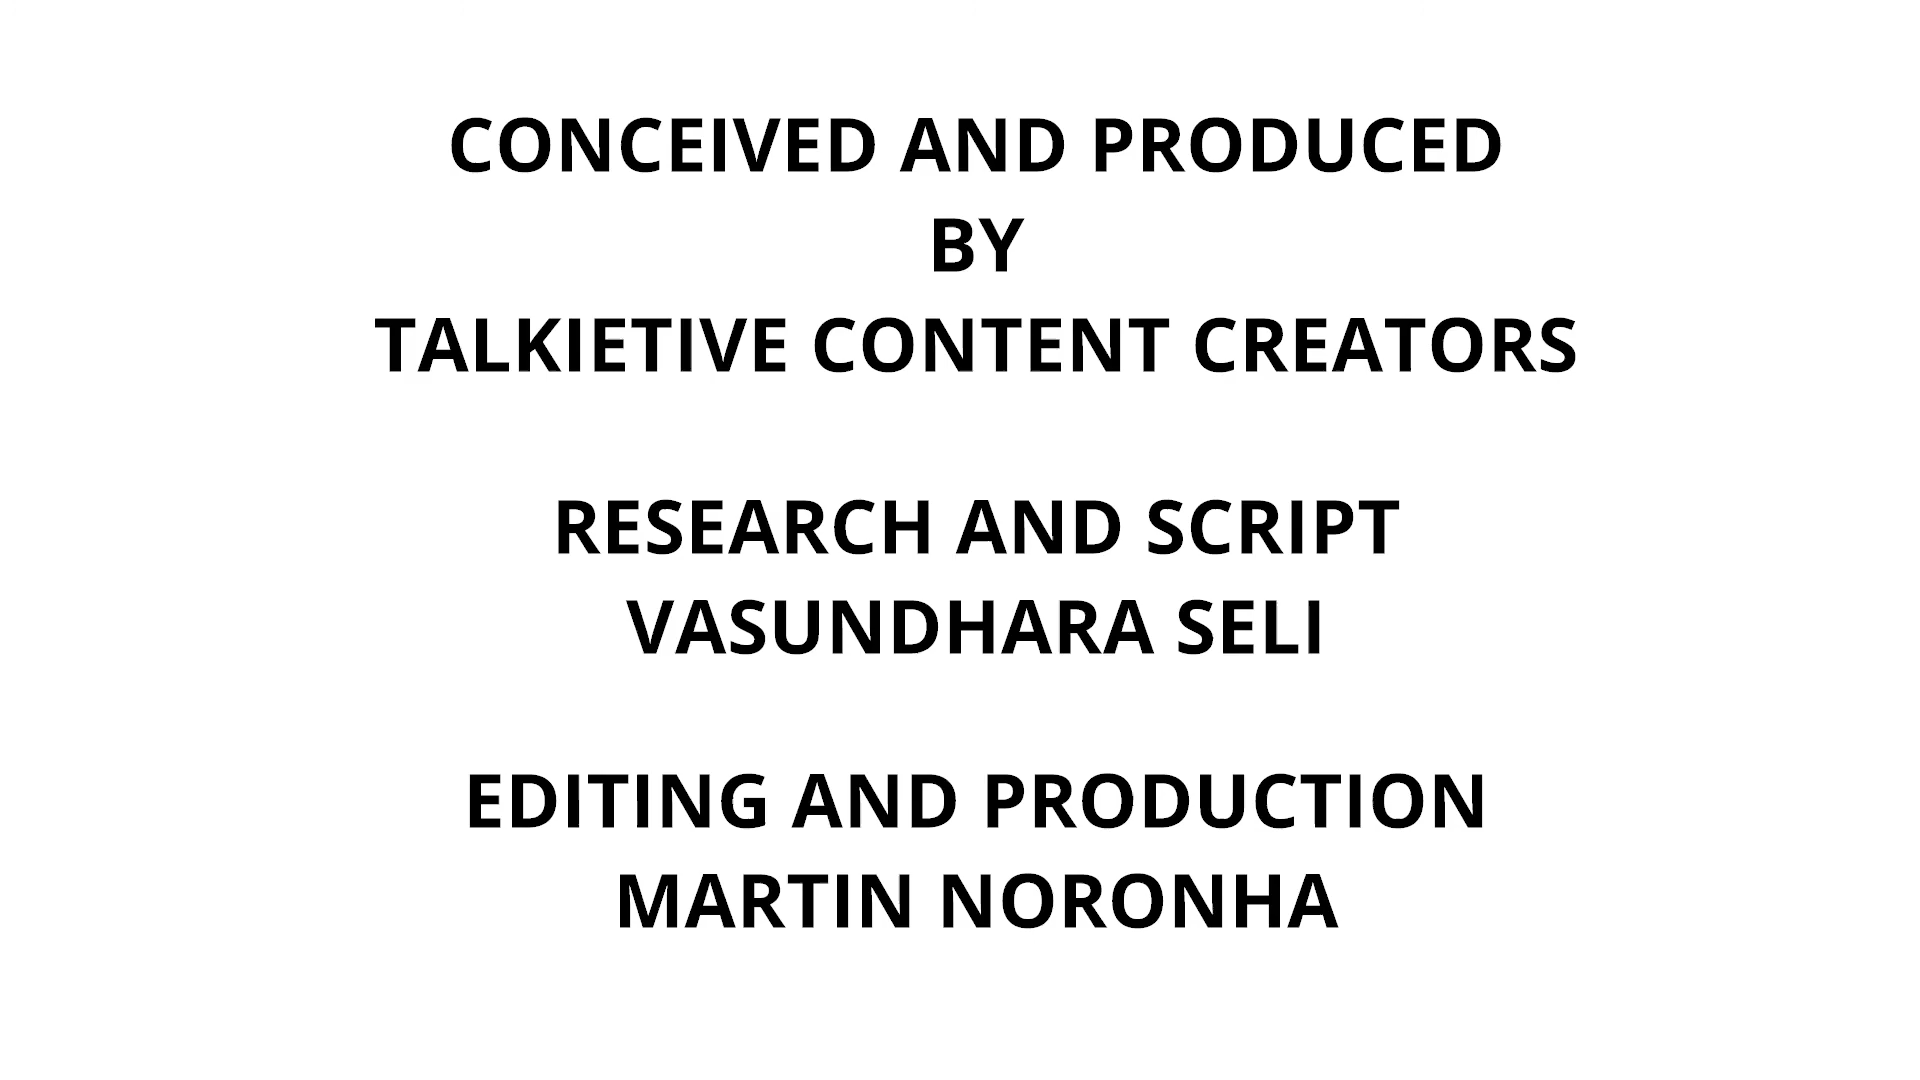 CONCEIVED AND PRODUCED
BY
TALKIETIVE CONTENT CREATORS
RESEARCH AND SCRIPT
VASUNDHARA SELI
EDITING AND PRODUCTION
MARTIN NORONHA